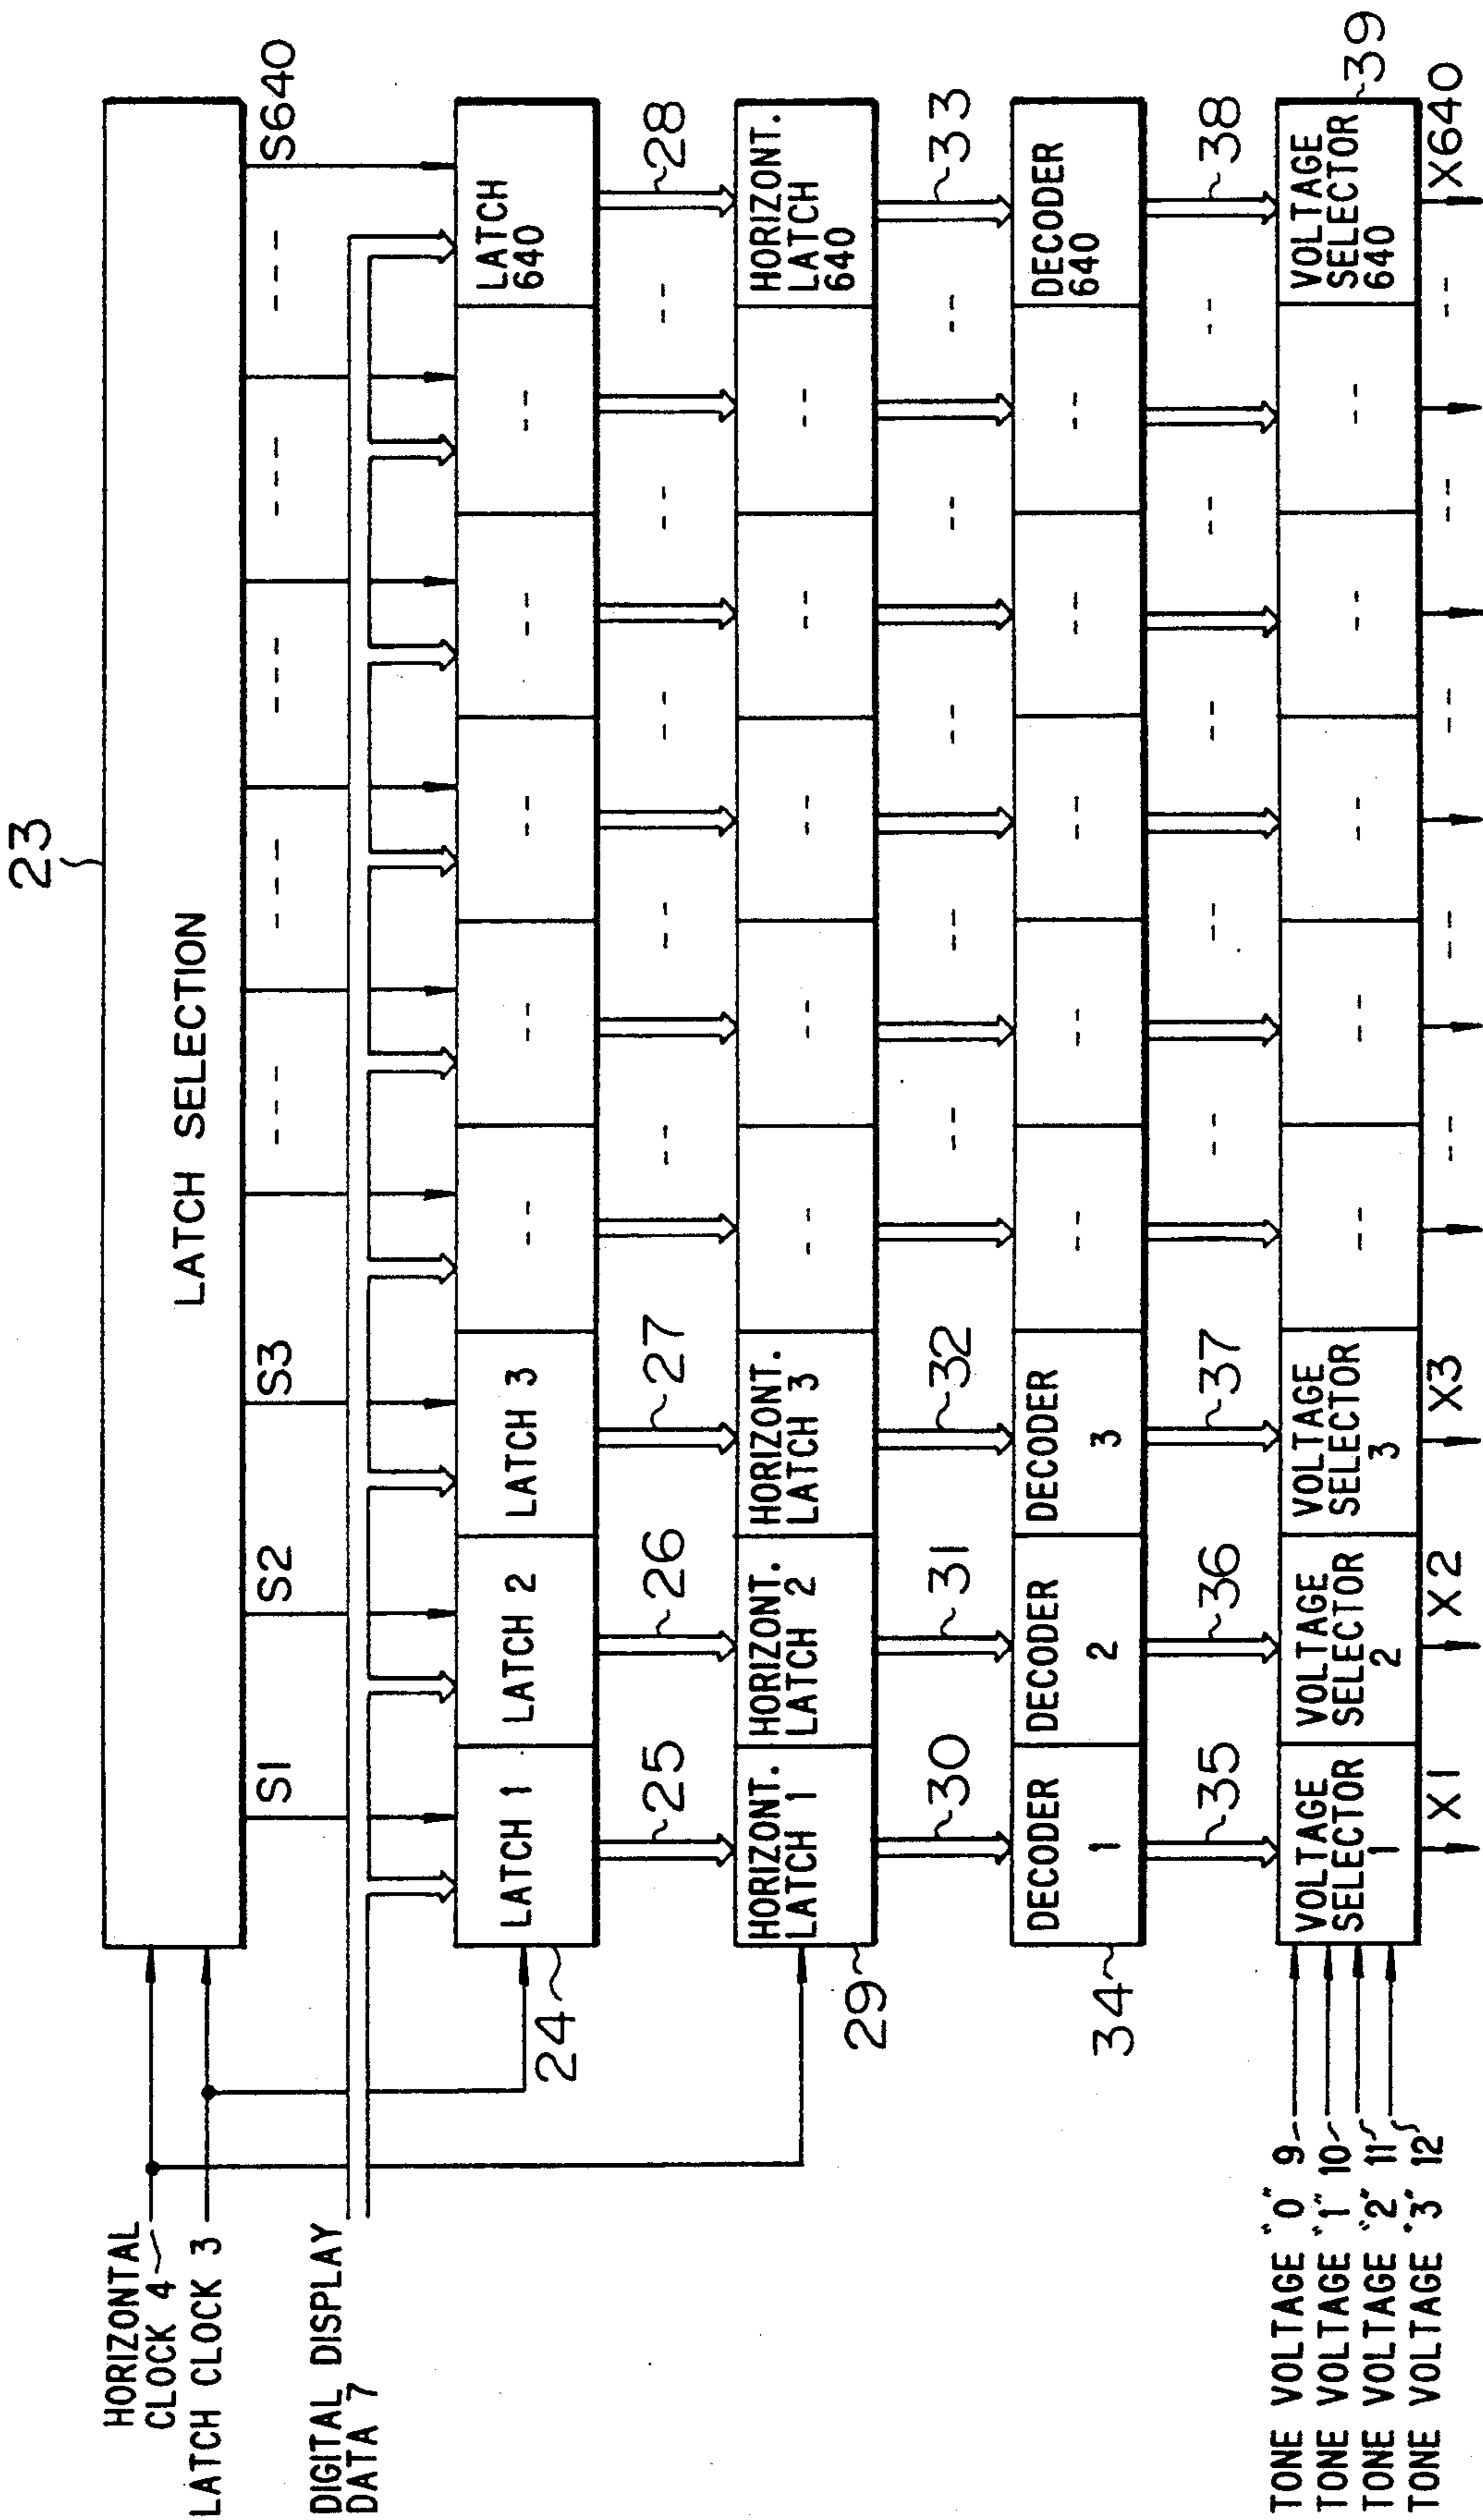 23
LATCH SELECTION
HORIZONTAL
CLOCK 4
LATCH CLOCK 3
S1
S2
S3
---
---
---
---
---
S640
DIGITAL DISPLAY
DATA 7
24
LATCH 1
LATCH 2
LATCH 3
--
--
--
--
--
LATCH
640
25
26
27
--
--
--
--
--
28
29
HORIZONT.
LATCH 1
HORIZONT.
LATCH 2
HORIZONT.
LATCH 3
--
--
--
--
--
HORIZONT.
LATCH
640
30
31
32
--
--
--
--
--
33
34
DECODER
1
DECODER
2
DECODER
3
--
--
--
--
--
DECODER
640
35
36
37
--
--
--
--
--
38
TONE VOLTAGE "0" 9
TONE VOLTAGE "1" 10
TONE VOLTAGE "2" 11
TONE VOLTAGE "3" 12
VOLTAGE
SELECTOR
1
VOLTAGE
SELECTOR
2
VOLTAGE
SELECTOR
3
--
--
--
--
--
VOLTAGE
SELECTOR
640
39
X1
X2
X3
--
--
--
--
--
X640